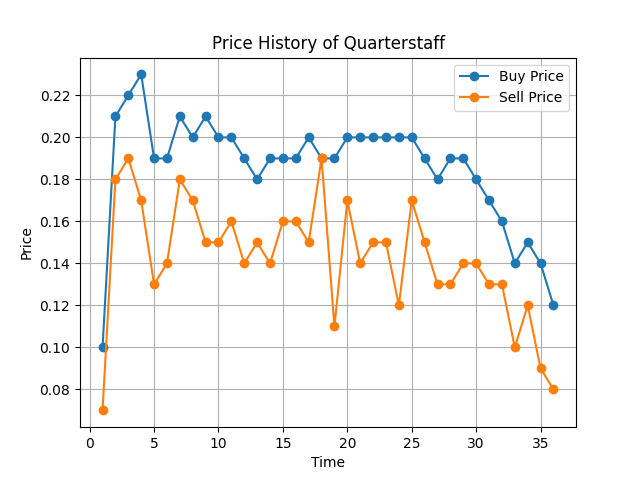 Price History of Quarterstaff
Buy Price
Sell Price
0.22
0.20
0.18
0.16
0.14
0.12
0.10
0.08
Price
0 5 10 15 20 25 30 35
Time